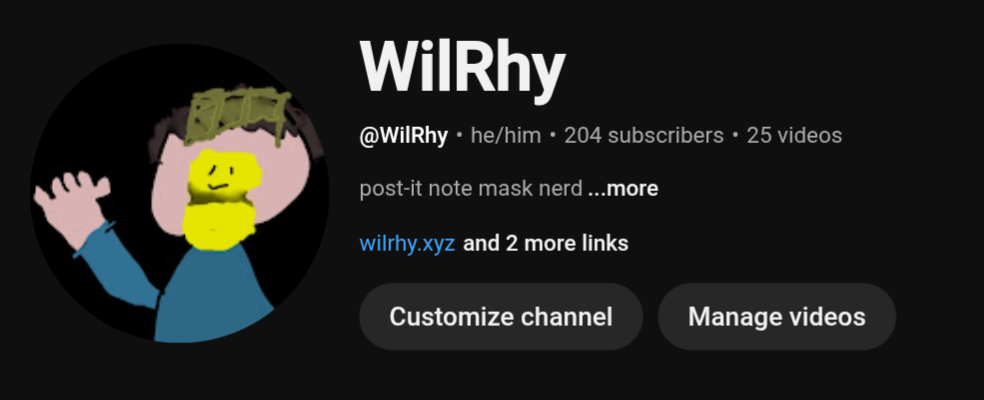 WilRhy
@WilRhy • he/him • 204 subscribers • 25 videos
post-it note mask nerd ...more
wilrhy.xyz and 2 more links
Customize channel Manage videos